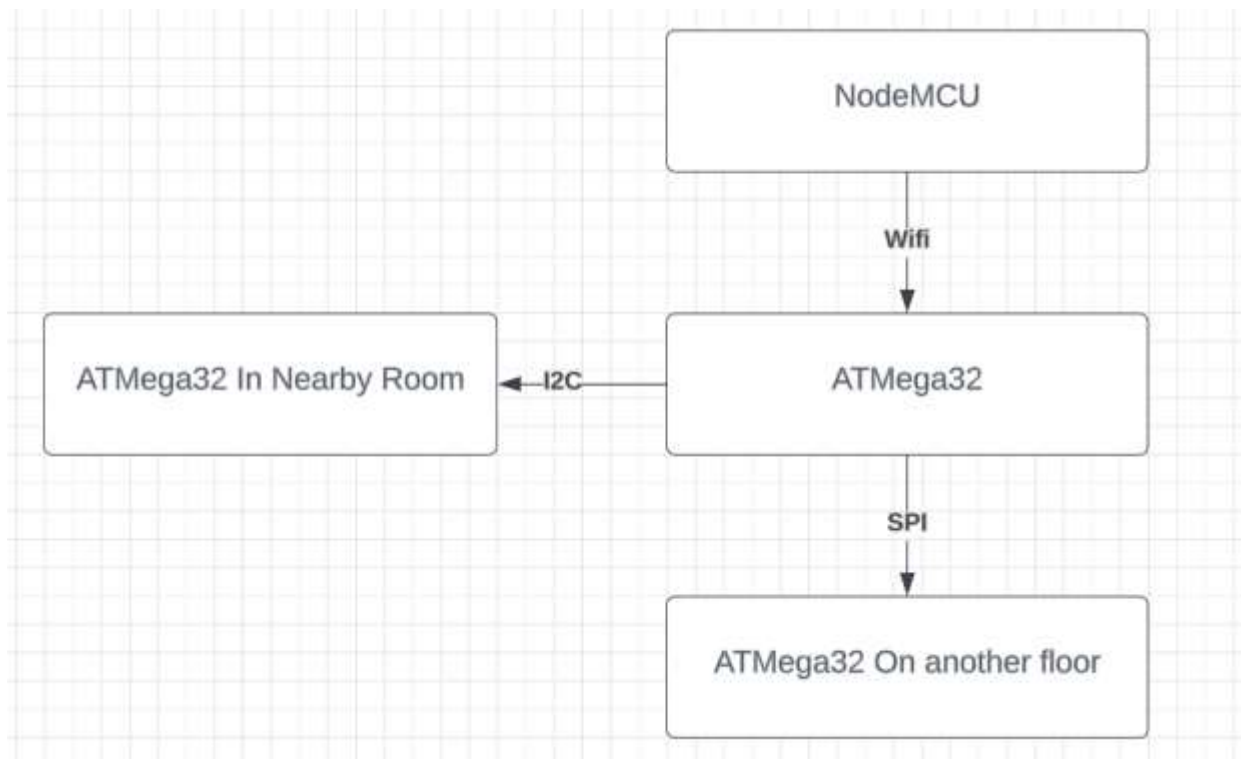 NodeMCU
Wifi
ATMega32 In Nearby Room
I2C
ATMega32
SPI
ATMega32 On another floor